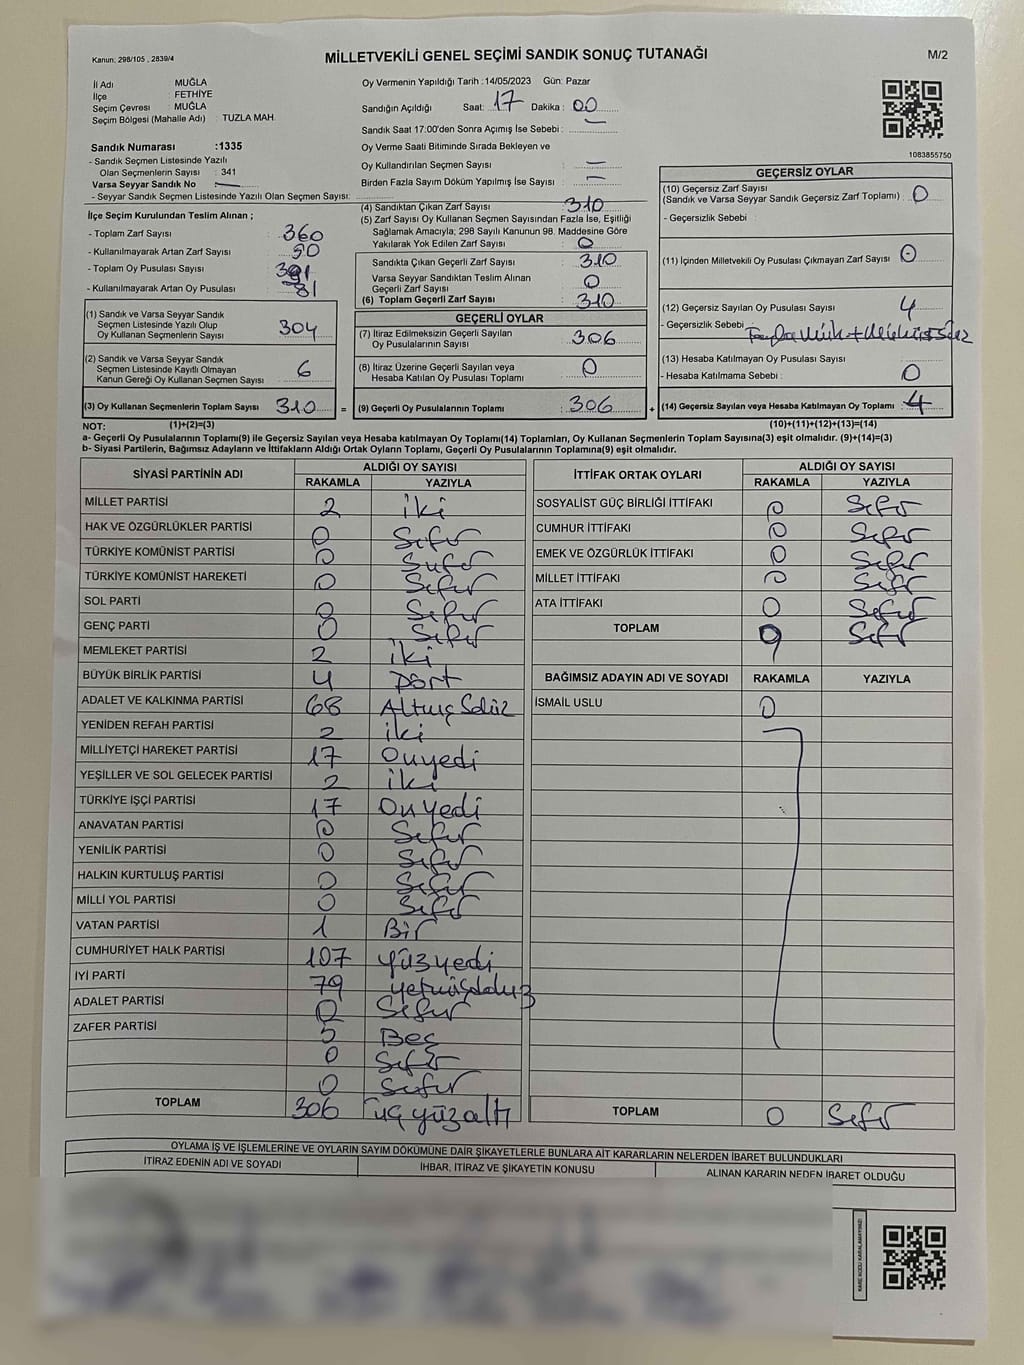 Kanun: 298/105 , 2839/4
MİLLETVEKİLİ GENEL SEÇİMİ SANDIK SONUÇ TUTANAĞI
M/2
İl Adı MUĞLA
İlçe : FETHİYE
Seçim Çevresi : MUĞLA
Seçim Bölgesi (Mahalle Adı) : TUZLA MAH.
Oy Vermenin Yapıldığı Tarih :14/05/2023 Gün: Pazar
Sandığın Açıldığı Saat: 17 Dakika : 00
Sandık Saat 17:00'den Sonra Açımış İse Sebebi : —
1083855750
Sandık Numarası :1335
- Sandık Seçmen Listesinde Yazılı
Olan Seçmenlerin Sayısı : 341
Varsa Seyyar Sandık No —
- Seyyar Sandık Seçmen Listesinde Yazılı Olan Seçmen Sayısı:
Oy Verme Saati Bitiminde Sırada Bekleyen ve
Oy Kullandırılan Seçmen Sayısı : —
Birden Fazla Sayım Döküm Yapılmış İse Sayısı : —
İlçe Seçim Kurulundan Teslim Alınan ;
- Toplam Zarf Sayısı : 360
- Kullanılmayarak Artan Zarf Sayısı : 50
- Toplam Oy Pusulası Sayısı : 391
- Kullanılmayarak Artan Oy Pusulası : 81
(1) Sandık ve Varsa Seyyar Sandık
Seçmen Listesinde Yazılı Olup
Oy Kullanan Seçmenlerin Sayısı 304
(2) Sandık ve Varsa Seyyar Sandık
Seçmen Listesinde Kayıtlı Olmayan
Kanun Gereği Oy Kullanan Seçmen Sayısı 6
(3) Oy Kullanan Seçmenlerin Toplam Sayısı 310 =
(1)+(2)=(3)
(4) Sandıktan Çıkan Zarf Sayısı 310
(5) Zarf Sayısı Oy Kullanan Seçmen Sayısından Fazla İse, Eşitliği
Sağlamak Amacıyla; 298 Sayılı Kanunun 98. Maddesine Göre
Yakılarak Yok Edilen Zarf Sayısı : 0
Sandıkta Çıkan Geçerli Zarf Sayısı : 310
Varsa Seyyar Sandıktan Teslim Alınan
Geçerli Zarf Sayısı : 0
(6) Toplam Geçerli Zarf Sayısı : 310
GEÇERLİ OYLAR
(7) İtiraz Edilmeksizin Geçerli Sayılan
Oy Pusulalarının Sayısı 306
(8) İtiraz Üzerine Geçerli Sayılan veya
Hesaba Katılan Oy Pusulası Toplamı 0
(9) Geçerli Oy Pusulalarının Toplamı 306 +
GEÇERSİZ OYLAR
(10) Geçersiz Zarf Sayısı
(Sandık ve Varsa Seyyar Sandık Geçersiz Zarf Toplamı) : 0
- Geçersizlik Sebebi :
(11) İçinden Milletvekili Oy Pusulası Çıkmayan Zarf Sayısı : 0
(12) Geçersiz Sayılan Oy Pusulası Sayısı : 4
- Geçersizlik Sebebi :
(13) Hesaba Katılmayan Oy Pusulası Sayısı :
- Hesaba Katılmama Sebebi : 0
(14) Geçersiz Sayılan veya Hesaba Katılmayan Oy Toplamı 4
(10)+(11)+(12)+(13)=(14)
NOT:
a- Geçerli Oy Pusulalarının Toplamı(9) ile Geçersiz Sayılan veya Hesaba katılmayan Oy Toplamı(14) Toplamları, Oy Kullanan Seçmenlerin Toplam Sayısına(3) eşit olmalıdır. (9)+(14)=(3)
b- Siyasi Partilerin, Bağımsız Adayların ve İttifakların Aldığı Ortak Oyların Toplamı, Geçerli Oy Pusulalarının Toplamına(9) eşit olmalıdır.
SİYASİ PARTİNİN ADI ALDIĞI OY SAYISI
RAKAMLA YAZIYLA
MİLLET PARTİSİ 2 iki
HAK VE ÖZGÜRLÜKLER PARTİSİ 0 Sıfır
TÜRKİYE KOMÜNİST PARTİSİ 0 Sıfır
TÜRKİYE KOMÜNİST HAREKETİ 0 Sıfır
SOL PARTİ 0 Sıfır
GENÇ PARTİ 0 Sıfır
MEMLEKET PARTİSİ 2 iki
BÜYÜK BİRLİK PARTİSİ 4 Dört
ADALET VE KALKINMA PARTİSİ 68 Altmış Sekiz
YENİDEN REFAH PARTİSİ 2 iki
MİLLİYETÇİ HAREKET PARTİSİ 17 Onyedi
YEŞİLLER VE SOL GELECEK PARTİSİ 2 iki
TÜRKİYE İŞÇİ PARTİSİ 17 Onyedi
ANAVATAN PARTİSİ 0 Sıfır
YENİLİK PARTİSİ 0 Sıfır
HALKIN KURTULUŞ PARTİSİ 0 Sıfır
MİLLİ YOL PARTİSİ 0 Sıfır
VATAN PARTİSİ 1 Bir
CUMHURİYET HALK PARTİSİ 107 Yüzyedi
İYİ PARTİ 79 yetmişdokuz
ADALET PARTİSİ 0 Sıfır
ZAFER PARTİSİ 5 Beş
0 Sıfır
0 Sıfır
TOPLAM 306 üçyüzaltı
İTTİFAK ORTAK OYLARI ALDIĞI OY SAYISI
RAKAMLA YAZIYLA
SOSYALİST GÜÇ BİRLİĞİ İTTİFAKI 0 Sıfır
CUMHUR İTTİFAKI 0 Sıfır
EMEK VE ÖZGÜRLÜK İTTİFAKI 0 Sıfır
MİLLET İTTİFAKI 0 Sıfır
ATA İTTİFAKI 0 Sıfır
TOPLAM 0 Sıfır
BAĞIMSIZ ADAYIN ADI VE SOYADI RAKAMLA YAZIYLA
İSMAİL USLU 0
TOPLAM 0 Sıfır
OYLAMA İŞ VE İŞLEMLERİNE VE OYLARIN SAYIM DÖKÜMÜNE DAİR ŞİKAYETLERLE BUNLARA AİT KARARLARIN NELERDEN İBARET BULUNDUKLARI
İTİRAZ EDENİN ADI VE SOYADI İHBAR, İTİRAZ VE ŞİKAYETİN KONUSU ALINAN KARARIN NEDEN İBARET OLDUĞU
KARE KODU KARALAMAYINIZ!